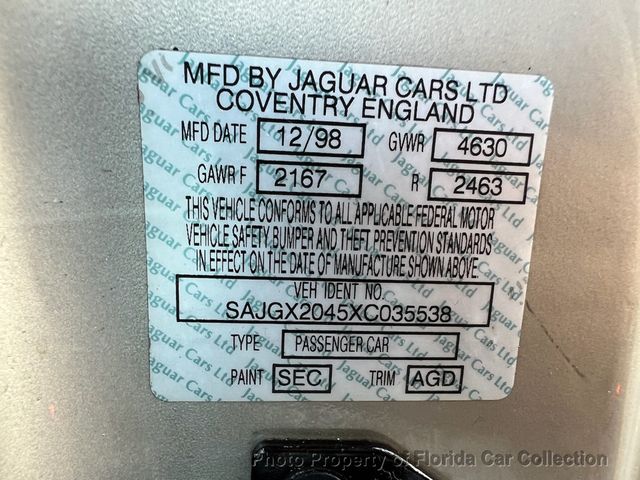 MFD BY JAGUAR CARS LTD
COVENTRY ENGLAND
MFD DATE 12/98 GVWR 4630
GAWR F 2167 R 2463
THIS VEHICLE CONFORMS TO ALL APPLICABLE FEDERAL MOTOR
VEHICLE SAFETY, BUMPER AND THEFT PREVENTION STANDARDS
IN EFFECT ON THE DATE OF MANUFACTURE SHOWN ABOVE.
VEH IDENT NO.
SAJGX2045XC035538
TYPE PASSENGER CAR
PAINT SEC TRIM AGD
Jaguar Cars Ltd
Photo Property of Florida Car Collection